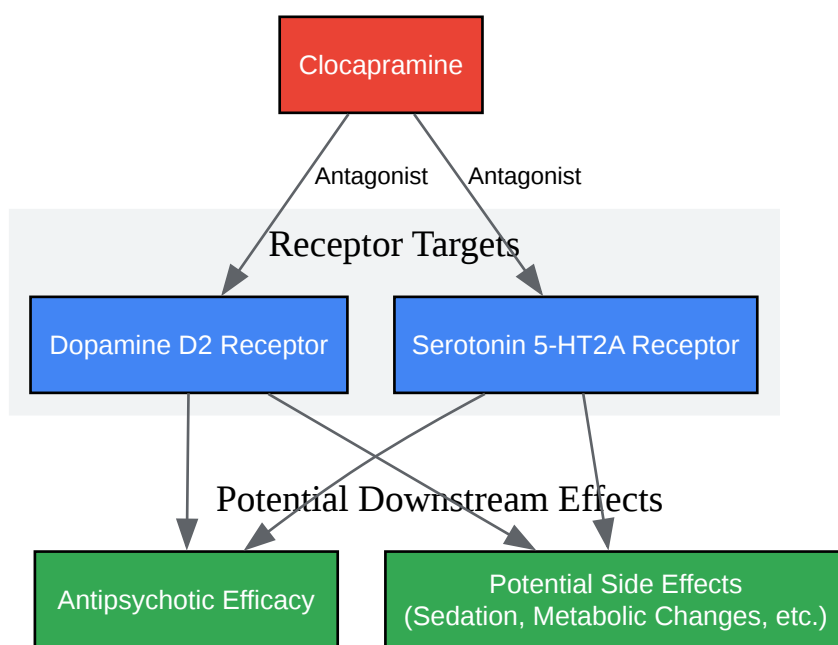 Clocapramine
Antagonist
Antagonist
Receptor Targets
Dopamine D2 Receptor
Serotonin 5-HT2A Receptor
Potential Downstream Effects
Antipsychotic Efficacy
Potential Side Effects
(Sedation, Metabolic Changes, etc.)